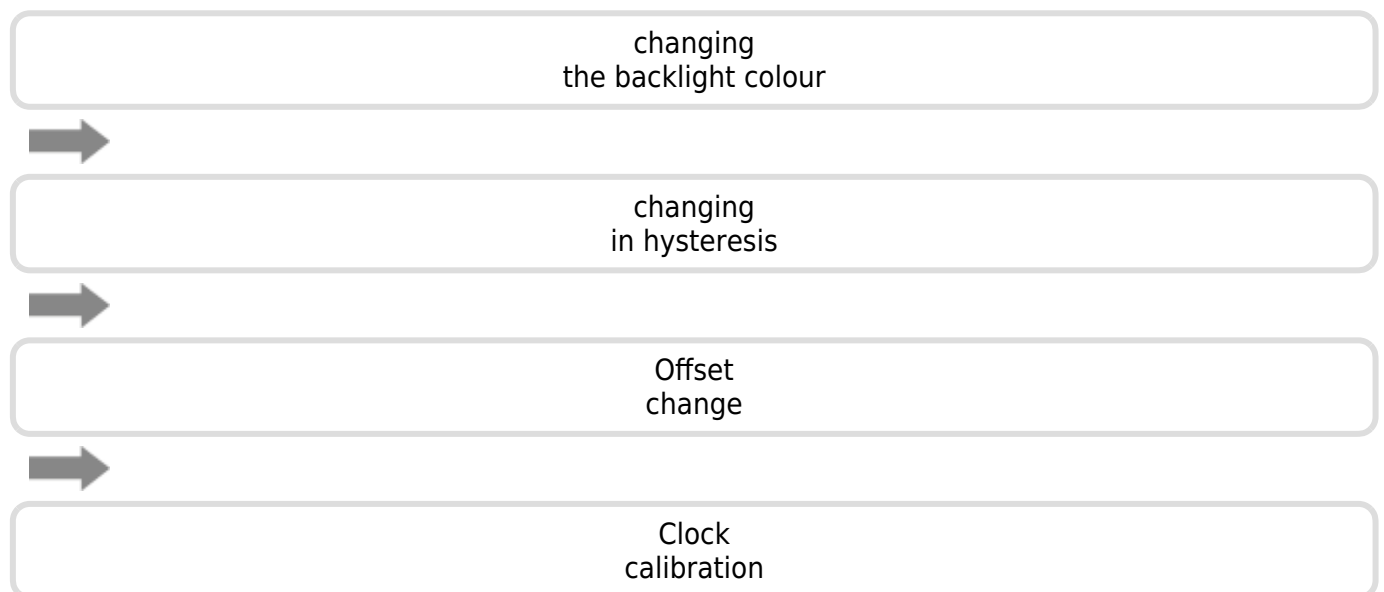 changing
the backlight colour
changing
in hysteresis
Offset
change
Clock
calibration